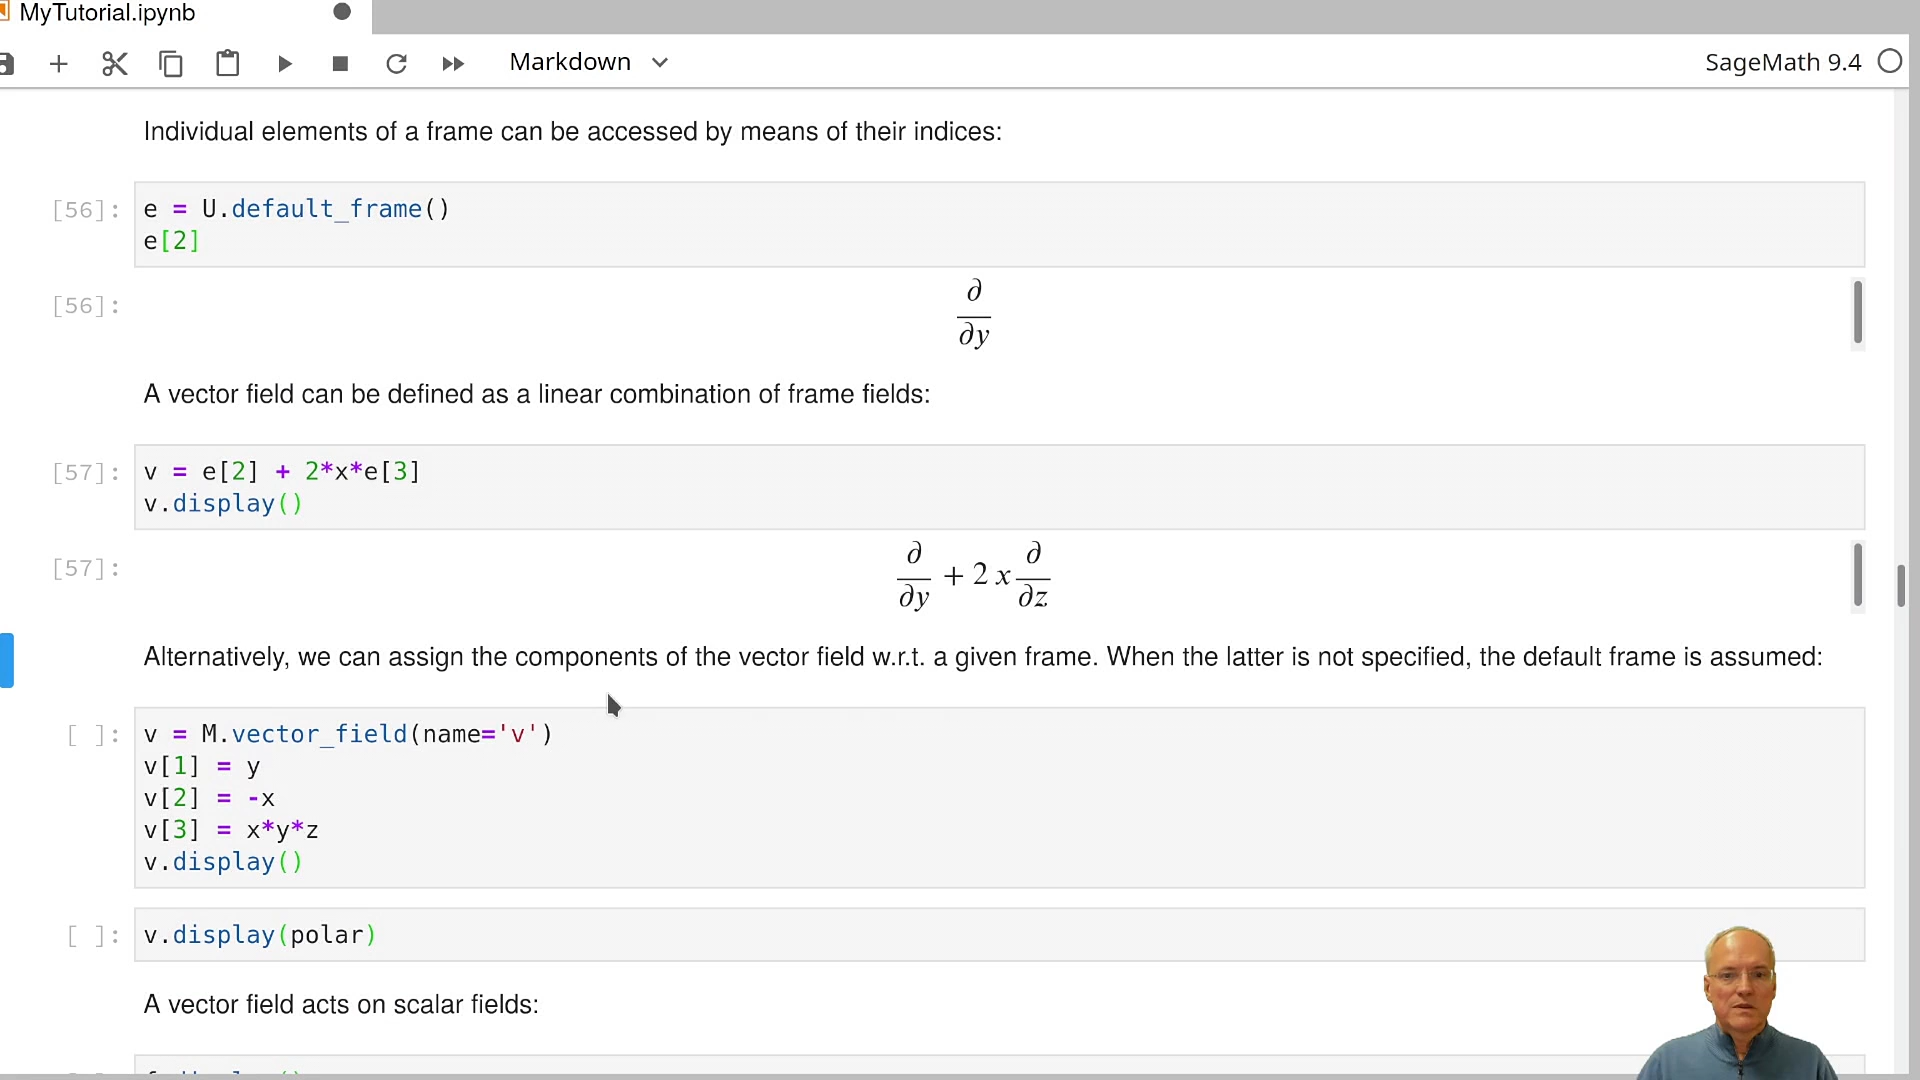 MyTutorial.ipynb
Markdown
SageMath 9.4
Individual elements of a frame can be accessed by means of their indices:
[56]: e = U.default_frame()
e[2]
[56]: ∂
∂y
A vector field can be defined as a linear combination of frame fields:
[57]: v = e[2] + 2*x*e[3]
v.display()
[57]: ∂/∂y + 2 x ∂/∂z
Alternatively, we can assign the components of the vector field w.r.t. a given frame. When the latter is not specified, the default frame is assumed:
[ ]: v = M.vector_field(name='v')
v[1] = y
v[2] = -x
v[3] = x*y*z
v.display()
[ ]: v.display(polar)
A vector field acts on scalar fields: